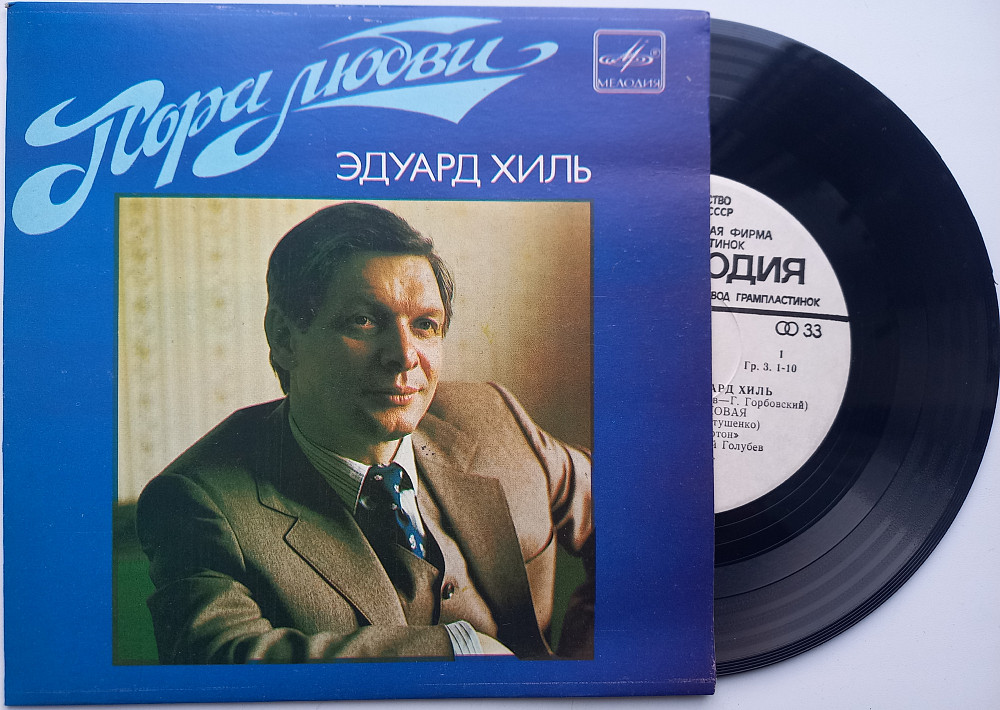 Пора любви
МЕЛОДИЯ
ЭДУАРД ХИЛЬ
СТВО
СССР
АЯ ФИРМА
ТИНОК
ОДИЯ
ВОД ГРАМПЛАСТИНОК
33
I
Гр. 3. 1-10
АРД ХИЛЬ
в—Г. Горбовский)
ОВАЯ
тушенко)
отон»
й Голубев